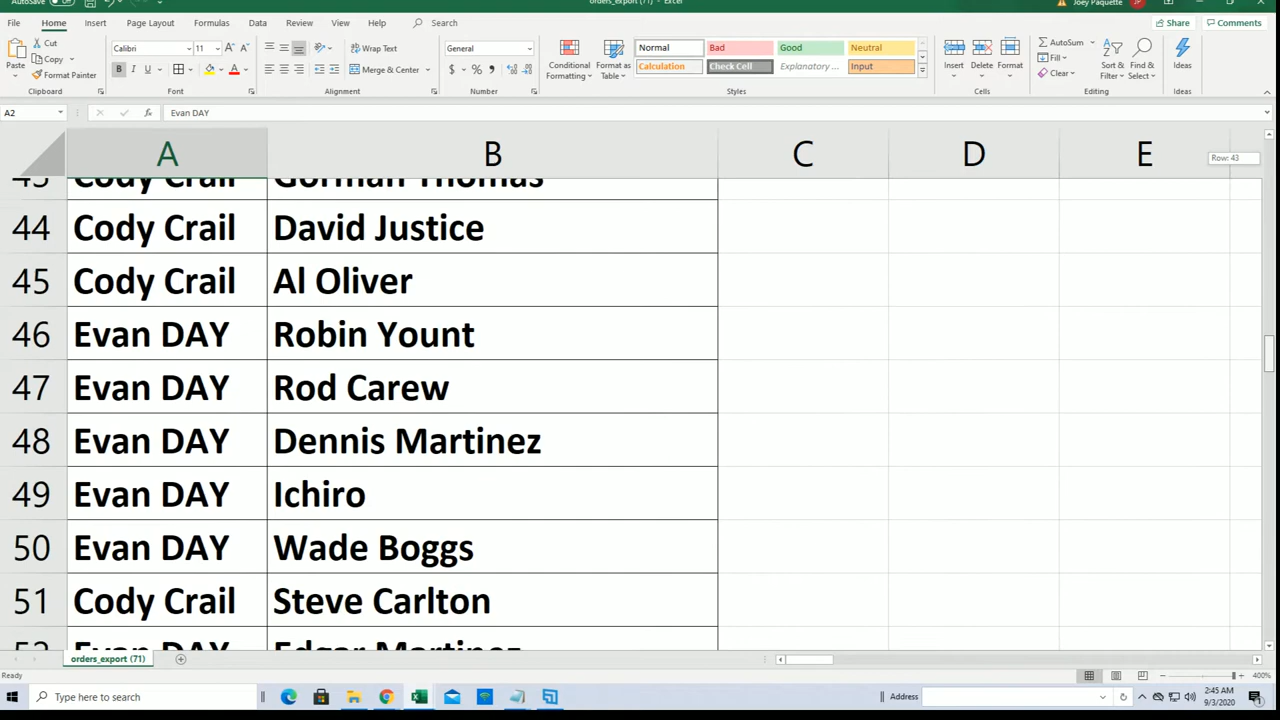 AutoSave Off orders_export (71) - Excel Joey Paquette JP
File Home Insert Page Layout Formulas Data Review View Help Search Share Comments
Paste Cut Copy Format Painter Clipboard
Calibri 11 A A B I U A Font
Wrap Text Merge & Center Alignment
General $ % Number
Conditional Formatting Format as Table
Normal Bad Good Neutral
Calculation Check Cell Explanatory ... Input
Styles
Insert Delete Format Cells
AutoSum Fill Clear Sort & Filter Find & Select Editing
Ideas Ideas
A2 fx Evan DAY
A B C D E
Row: 43
43 Cody Crail Gorman Thomas
44 Cody Crail David Justice
45 Cody Crail Al Oliver
46 Evan DAY Robin Yount
47 Evan DAY Rod Carew
48 Evan DAY Dennis Martinez
49 Evan DAY Ichiro
50 Evan DAY Wade Boggs
51 Cody Crail Steve Carlton
52 Evan DAY Edgar Martinez
orders_export (71)
Ready 400%
Type here to search Address 2:45 AM
9/3/2020